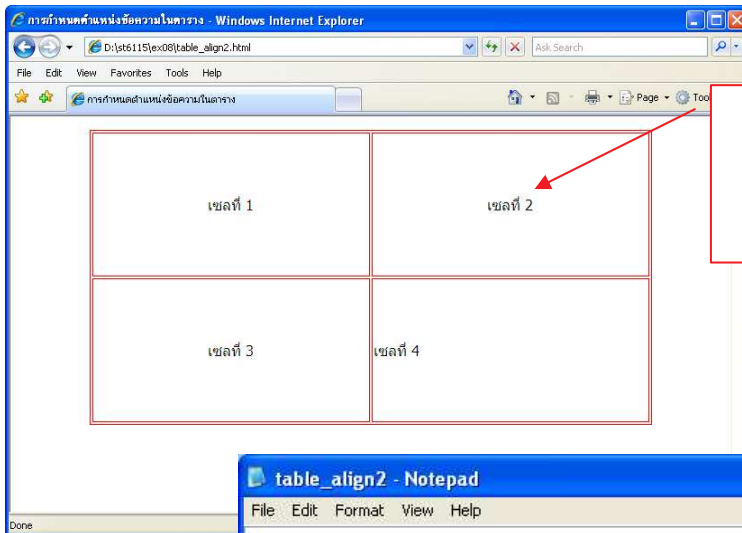 การกำหนดตำแหน่งข้อความในตาราง - Windows Internet Explorer
D:\st6115\ex08\table_align2.html
Ask Search
File Edit View Favorites Tools Help
การกำหนดตำแหน่งข้อความในตาราง
Page
เซลที่ 1 เซลที่ 2
เซลที่ 3 เซลที่ 4
table_align2 - Notepad
File Edit Format View Help
Done